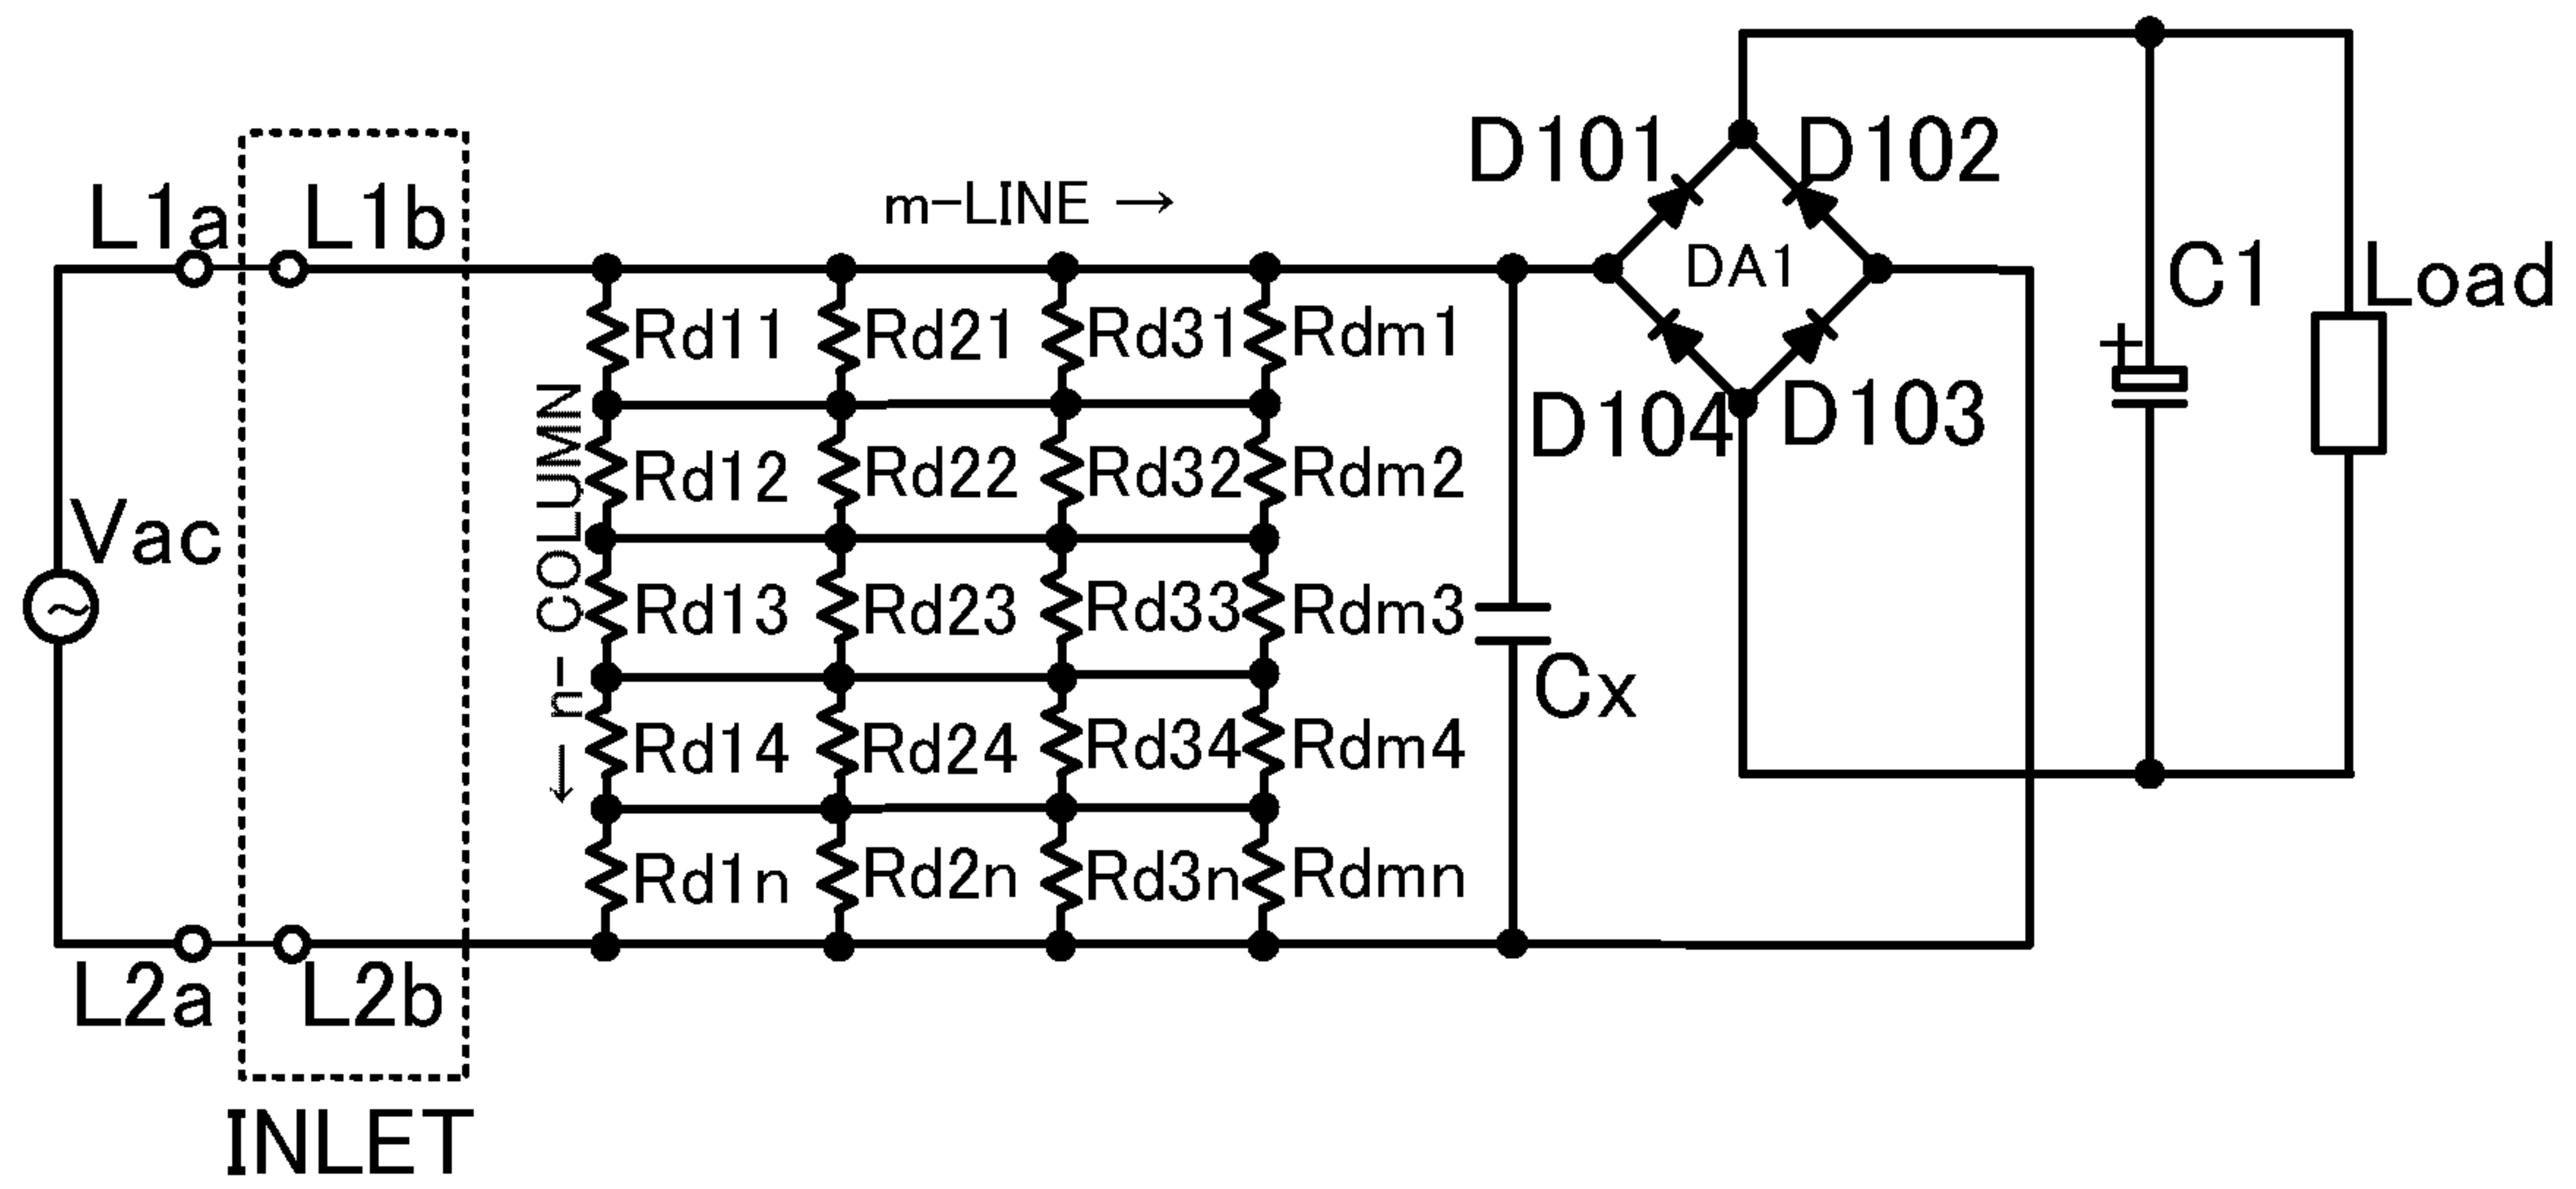 D101
D102
L1a
L1b
m-LINE →
DA1
C1
Load
+
Rd11
Rd21
Rd31
Rdm1
D104
D103
n-COLUMN
Rd12
Rd22
Rd32
Rdm2
Vac
~
Rd13
Rd23
Rd33
Rdm3
Cx
Rd14
Rd24
Rd34
Rdm4
Rd1n
Rd2n
Rd3n
Rdmn
L2a
L2b
INLET